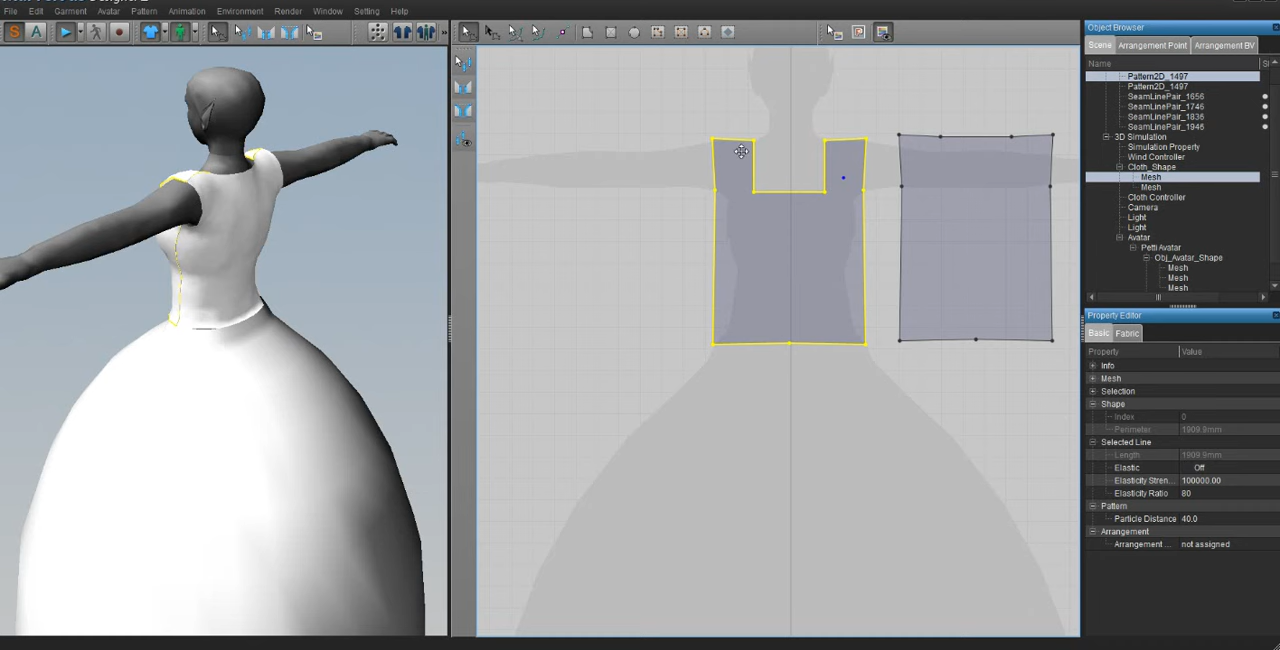 File Edit Garment Avatar Pattern Animation Environment Render Window Setting Help
S A
Object Browser
Scene Arrangement Point Arrangement BV
Name
Pattern2D_1497
Pattern2D_1497
SeamLinePair_1656
SeamLinePair_1746
SeamLinePair_1836
SeamLinePair_1946
3D Simulation
Simulation Property
Wind Controller
Cloth_Shape
Mesh
Mesh
Cloth Controller
Camera
Light
Light
Avatar
Petti Avatar
Obj_Avatar_Shape
Mesh
Mesh
Mesh
Property Editor
Basic Fabric
Property Value
Info
Mesh
Selection
Shape
Index 0
Perimeter 1909.9mm
Selected Line
Length 1909.9mm
Elastic Off
Elasticity Stren... 100000.00
Elasticity Ratio 80
Pattern
Particle Distance 40.0
Arrangement
Arrangement ... not assigned